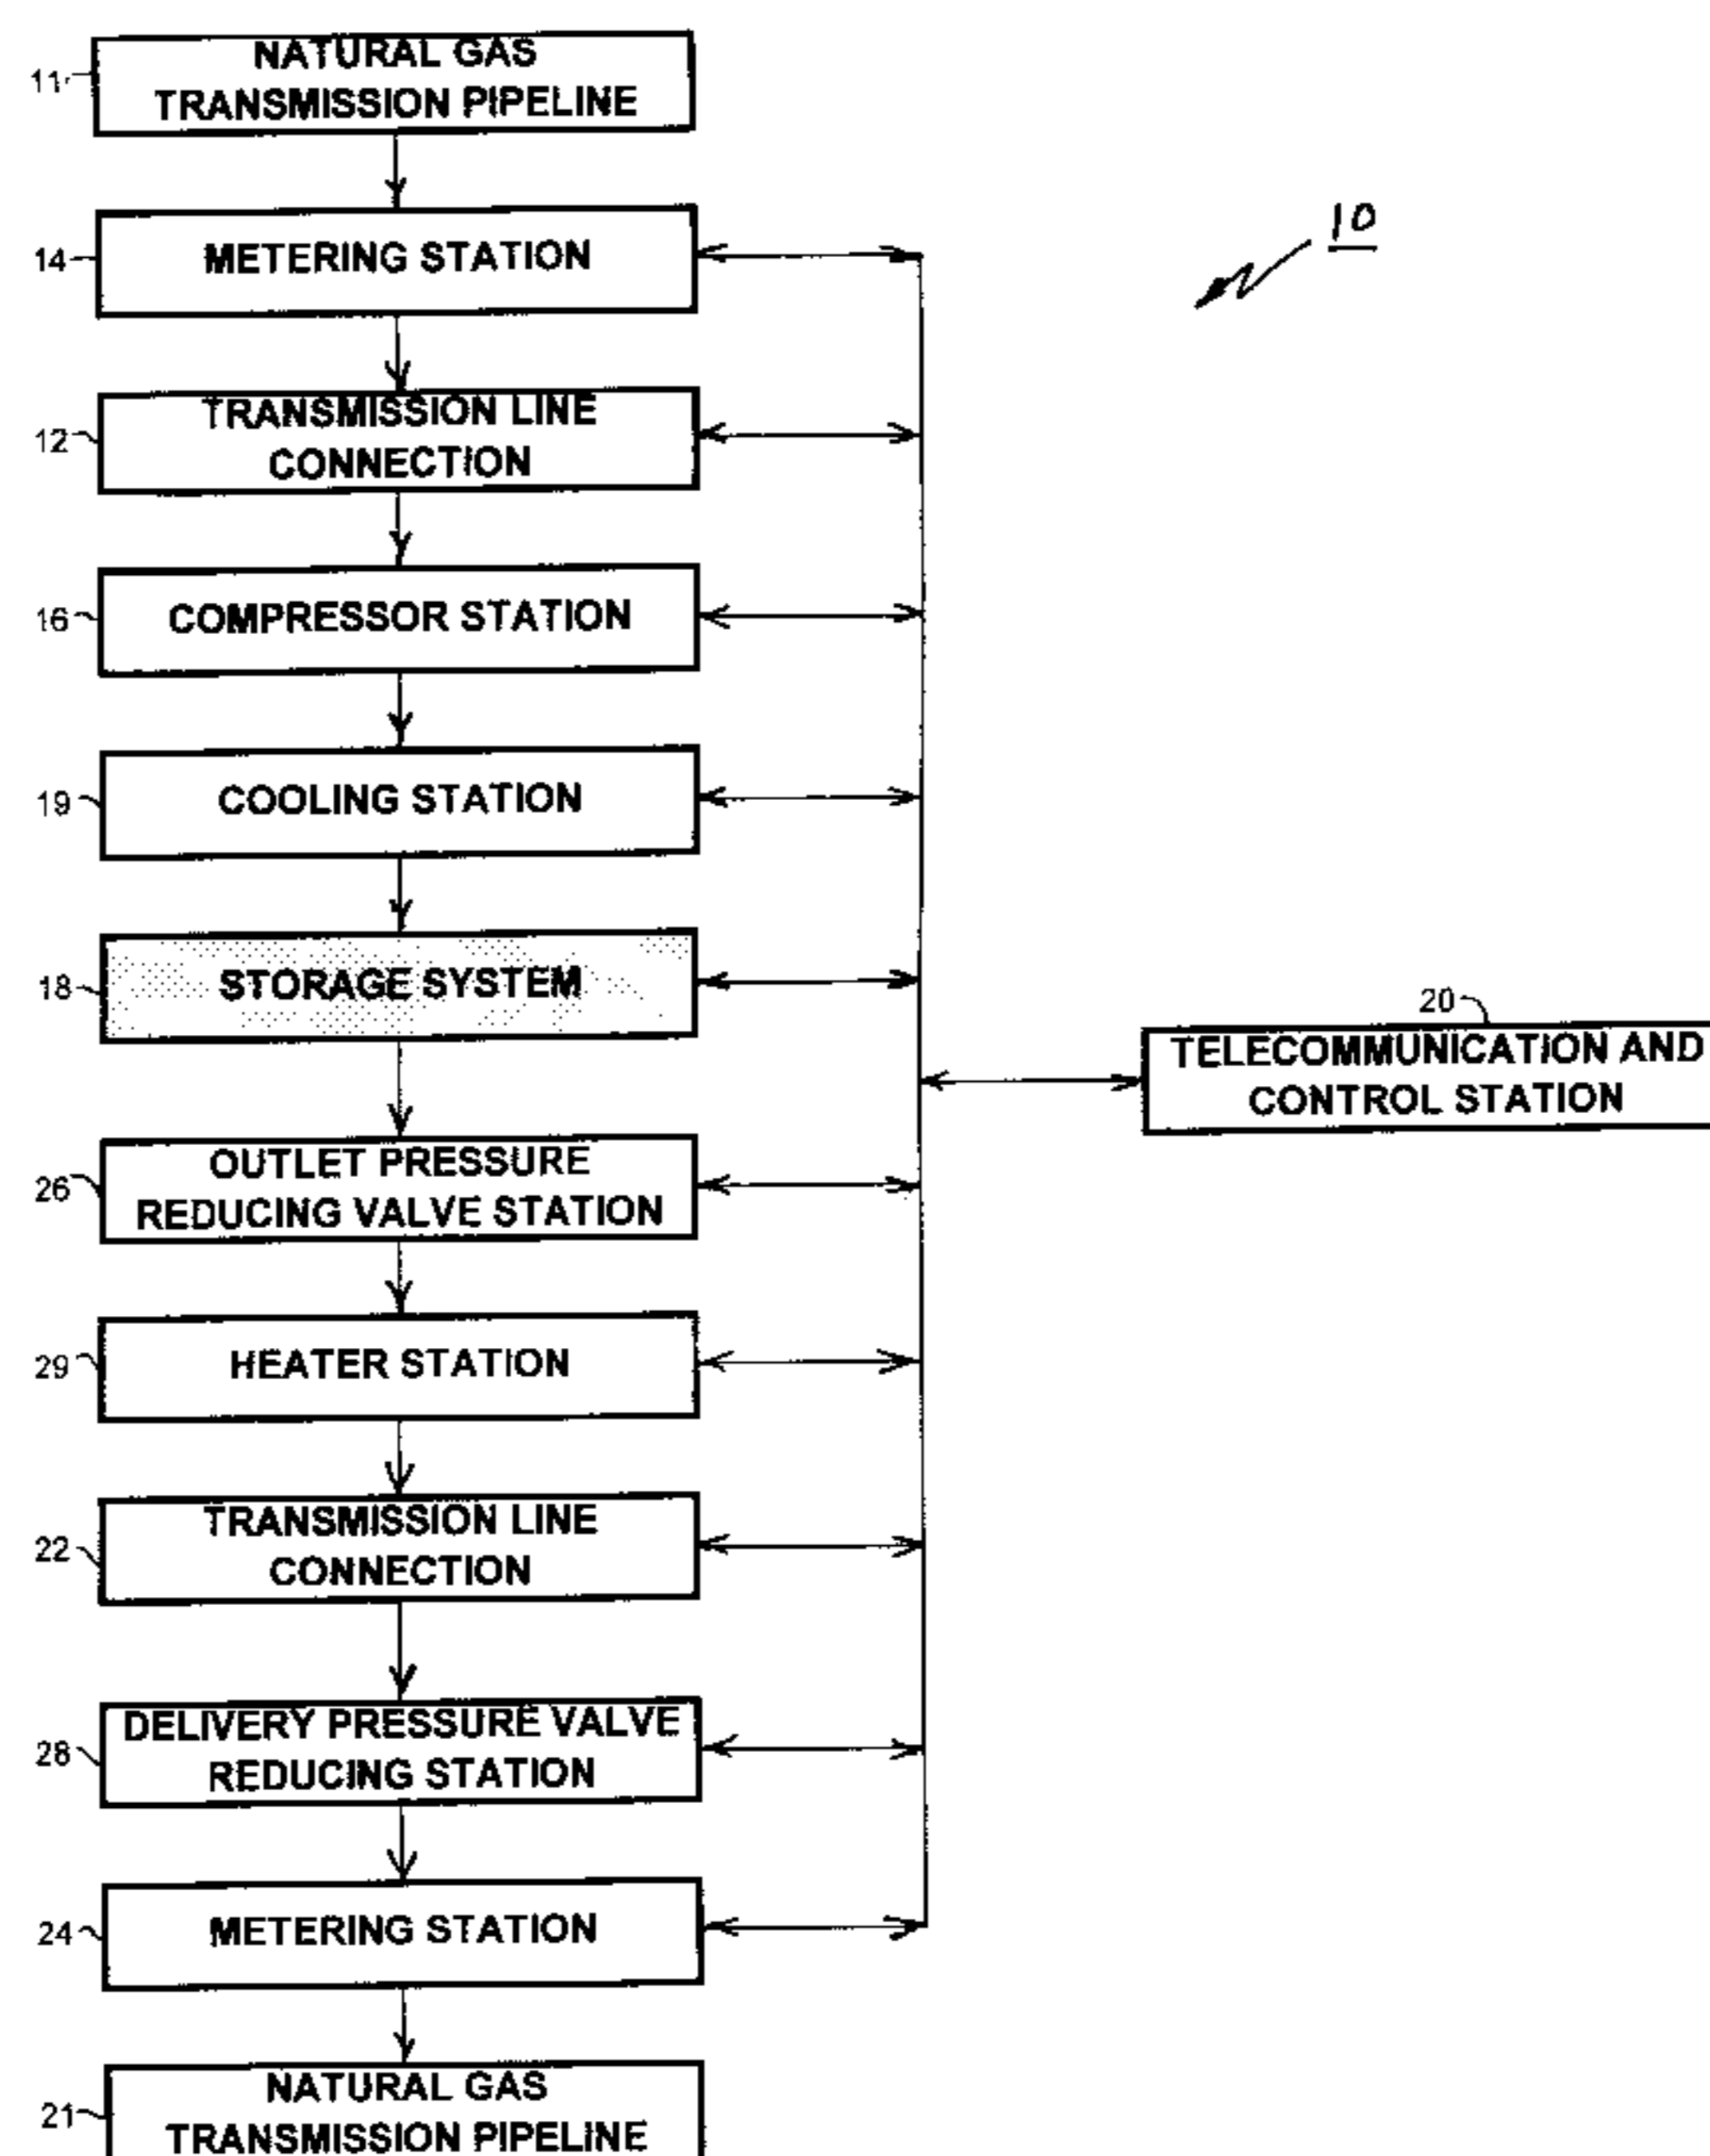 NATURAL GAS
11 TRANSMISSION PIPELINE
14 METERING STATION
10
TRANSMISSION LINE
12 CONNECTION
16 COMPRESSOR STATION
19 COOLING STATION
18 STORAGE SYSTEM
20
TELECOMMUNICATION AND
CONTROL STATION
OUTLET PRESSURE
26 REDUCING VALVE STATION
29 HEATER STATION
TRANSMISSION LINE
22 CONNECTION
DELIVERY PRESSURE VALVE
28 REDUCING STATION
24 METERING STATION
NATURAL GAS
21 TRANSMISSION PIPELINE